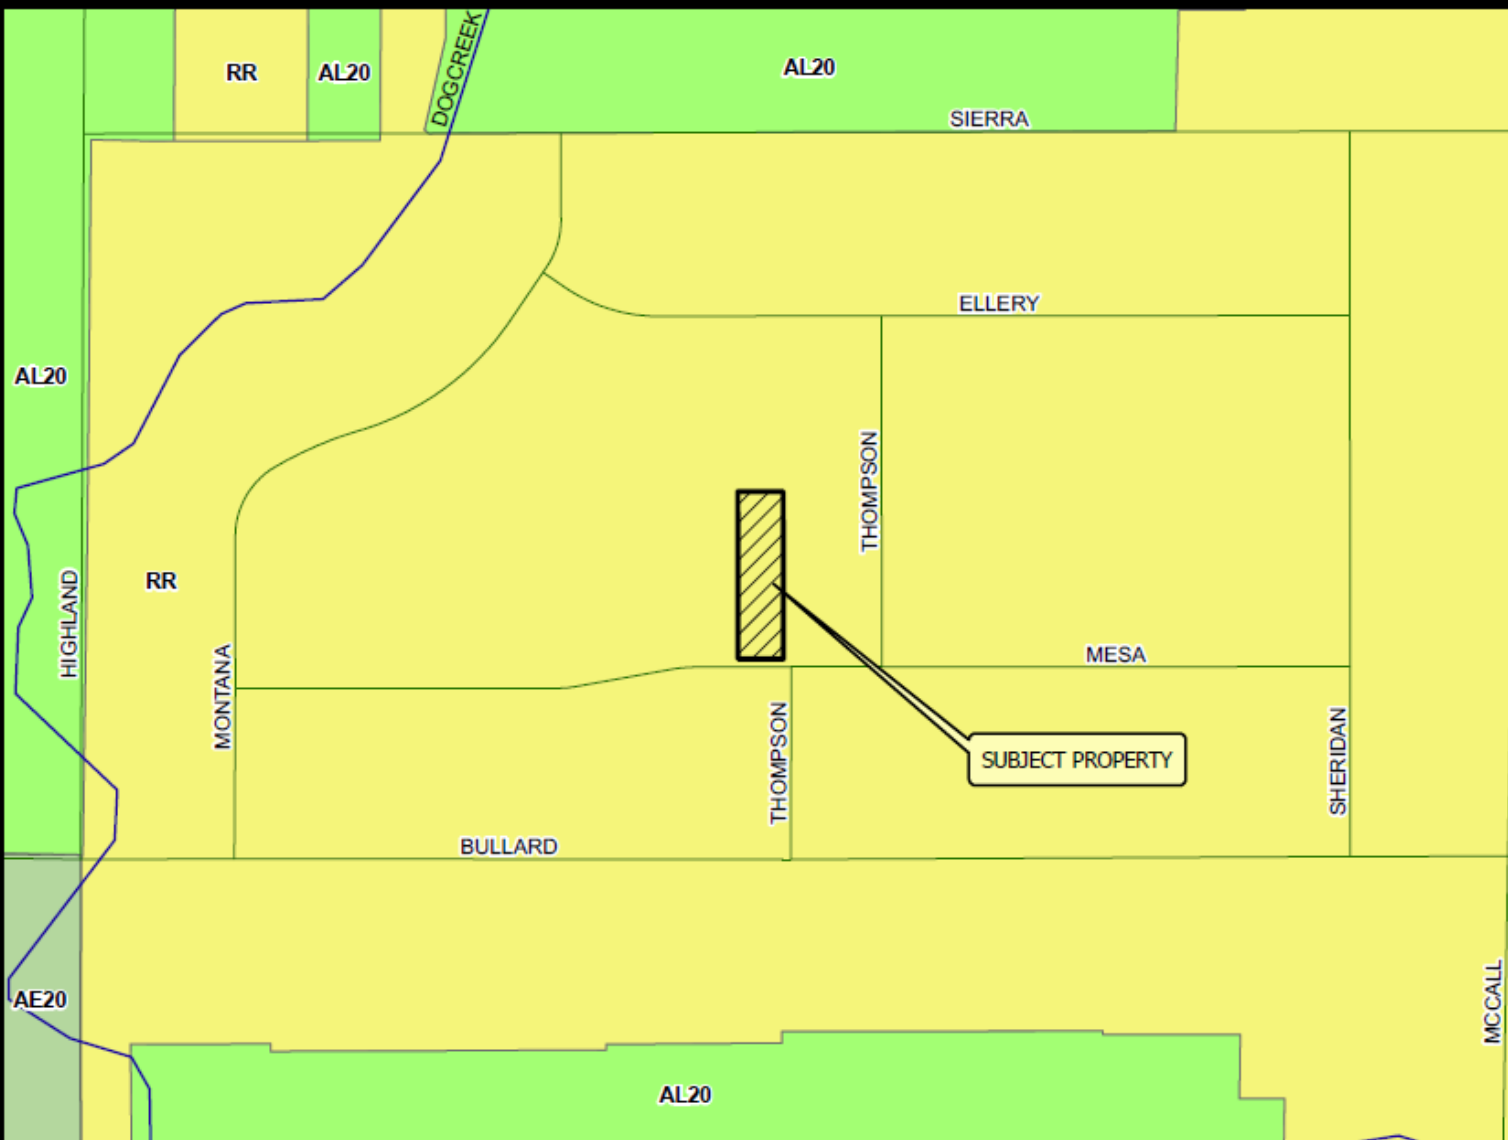 DOGCREEK
RR
AL20
AL20
SIERRA
ELLERY
AL20
THOMPSON
RR
HIGHLAND
MONTANA
MESA
THOMPSON
SUBJECT PROPERTY
SHERIDAN
BULLARD
AE20
MCCALL
AL20